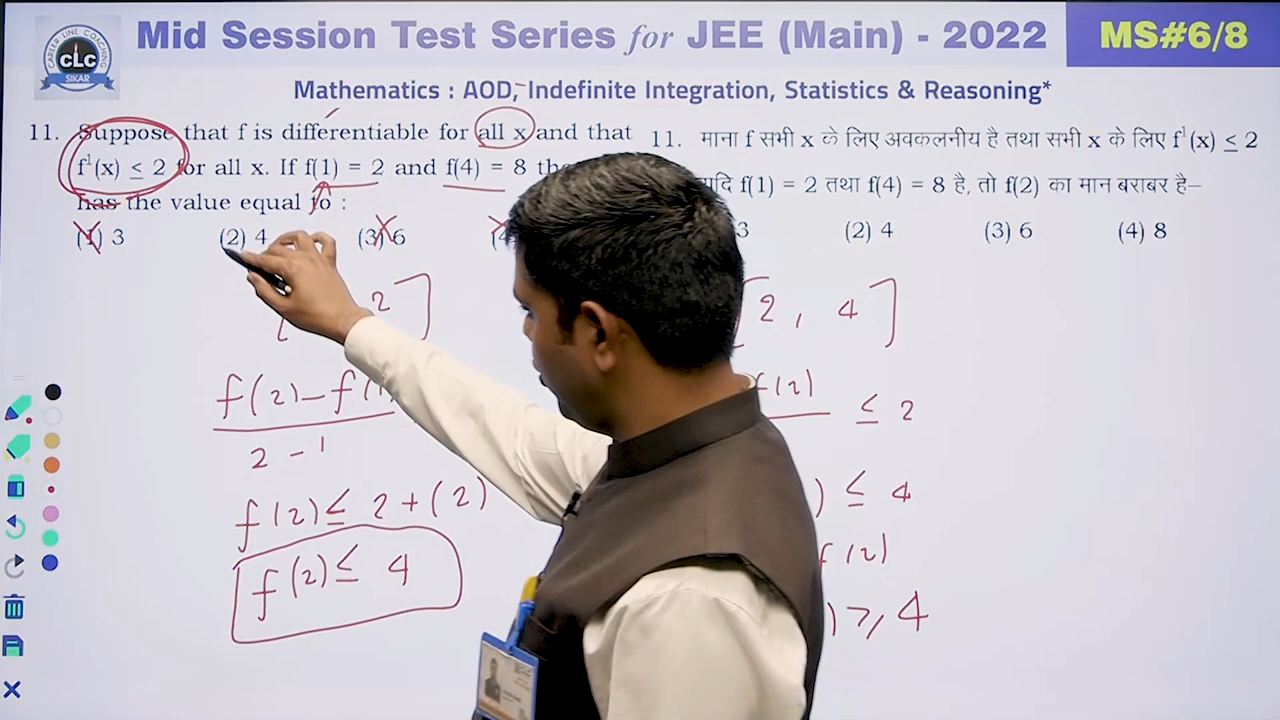 Mid Session Test Series for JEE (Main) - 2022
MS#6/8
CAREER LINE COACHING
CLC
SIKAR
Mathematics : AOD, Indefinite Integration, Statistics & Reasoning*
11. Suppose that f is differentiable for all x and that
f'(x) ≤ 2 for all x. If f(1) = 2 and f(4) = 8
has the value equal to :
(1) 3 (2) 4 (3) 6
11. माना f सभी x के लिए अवकलनीय है तथा सभी x के लिए f'(x) ≤ 2
यदि f(1) = 2 तथा f(4) = 8 है, तो f(2) का मान बराबर है–
3 (2) 4 (3) 6 (4) 8
[ 2 ]
f(2) – f(1
2 – 1
f(2) ≤ 2 + (2)
f(2) ≤ 4
[2, 4]
f(2) ≤ 2
) ≤ 4
f(2)
) ≥ 4